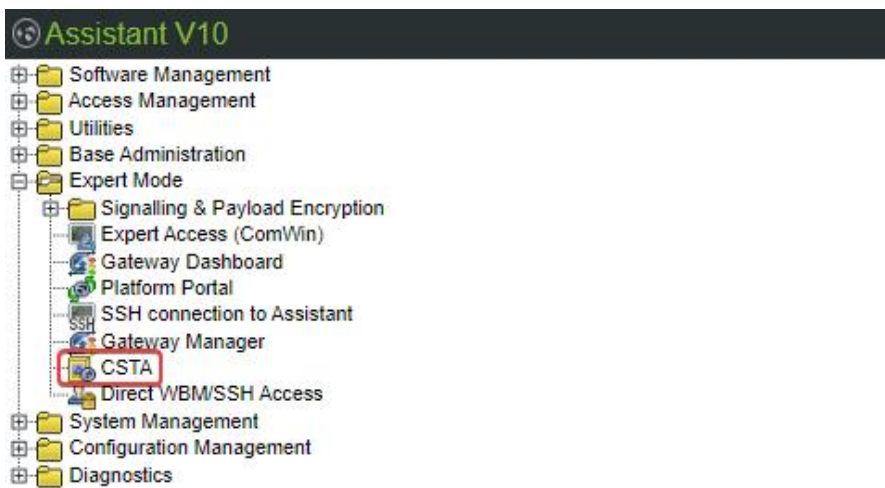 Assistant V10
Software Management
Access Management
Utilities
Base Administration
Expert Mode
Signalling & Payload Encryption
Expert Access (ComWin)
Gateway Dashboard
Platform Portal
SSH connection to Assistant
SSH
Gateway Manager
CSTA
Direct WBM/SSH Access
System Management
Configuration Management
Diagnostics